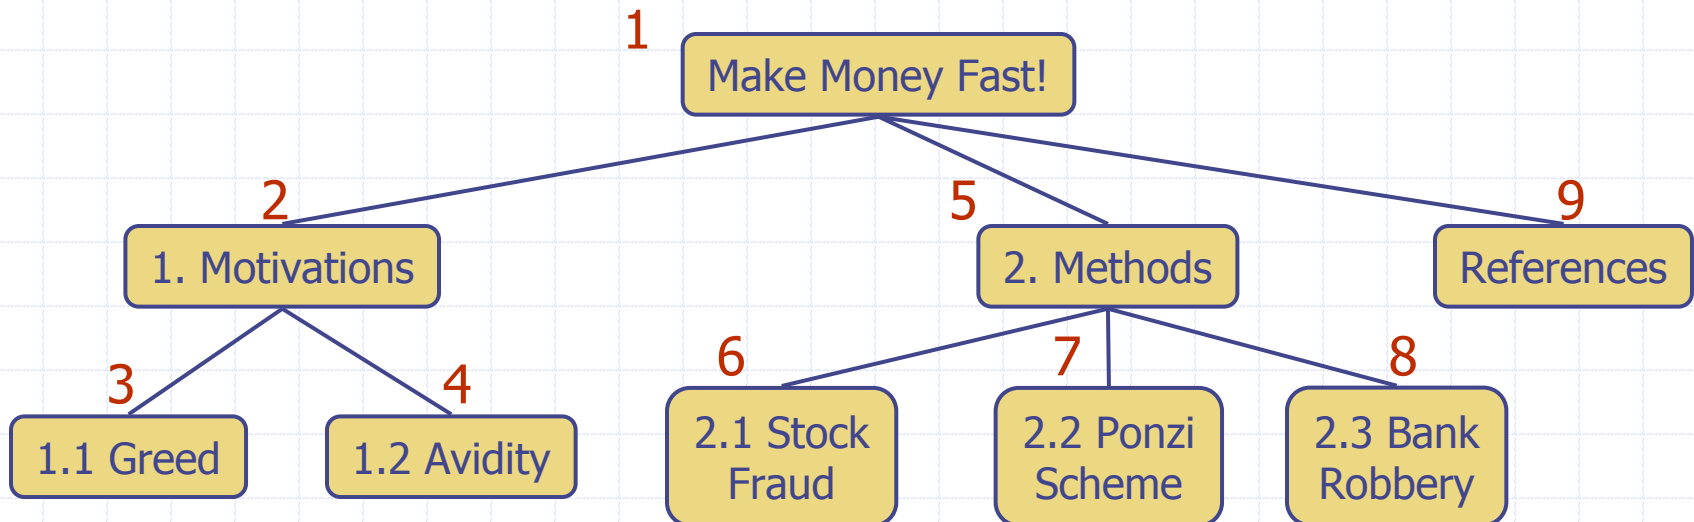 1
Make Money Fast!
2
5
9
1. Motivations
2. Methods
References
3
4
6
7
8
1.1 Greed
1.2 Avidity
2.1 Stock
Fraud
2.2 Ponzi
Scheme
2.3 Bank
Robbery